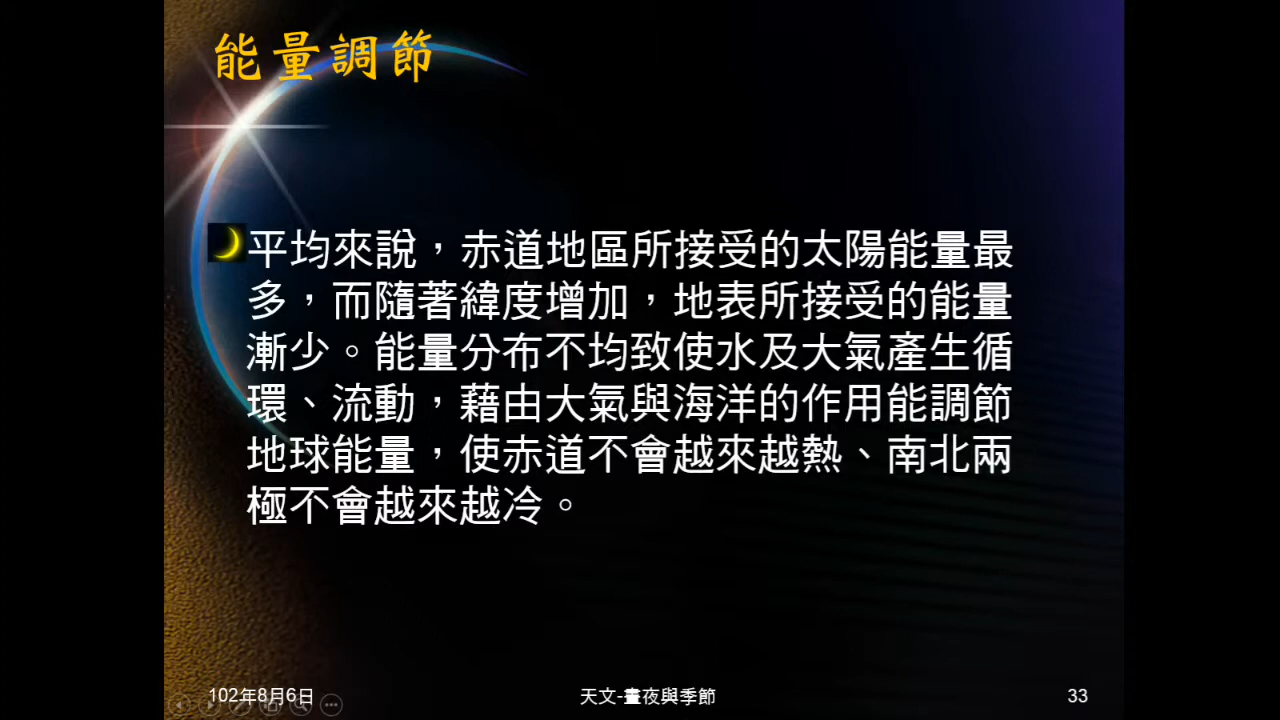 能量調節
平均來說，赤道地區所接受的太陽能量最
多，而隨著緯度增加，地表所接受的能量
漸少。能量分布不均致使水及大氣產生循
環、流動，藉由大氣與海洋的作用能調節
地球能量，使赤道不會越來越熱、南北兩
極不會越來越冷。
102年8月6日
天文-晝夜與季節
33